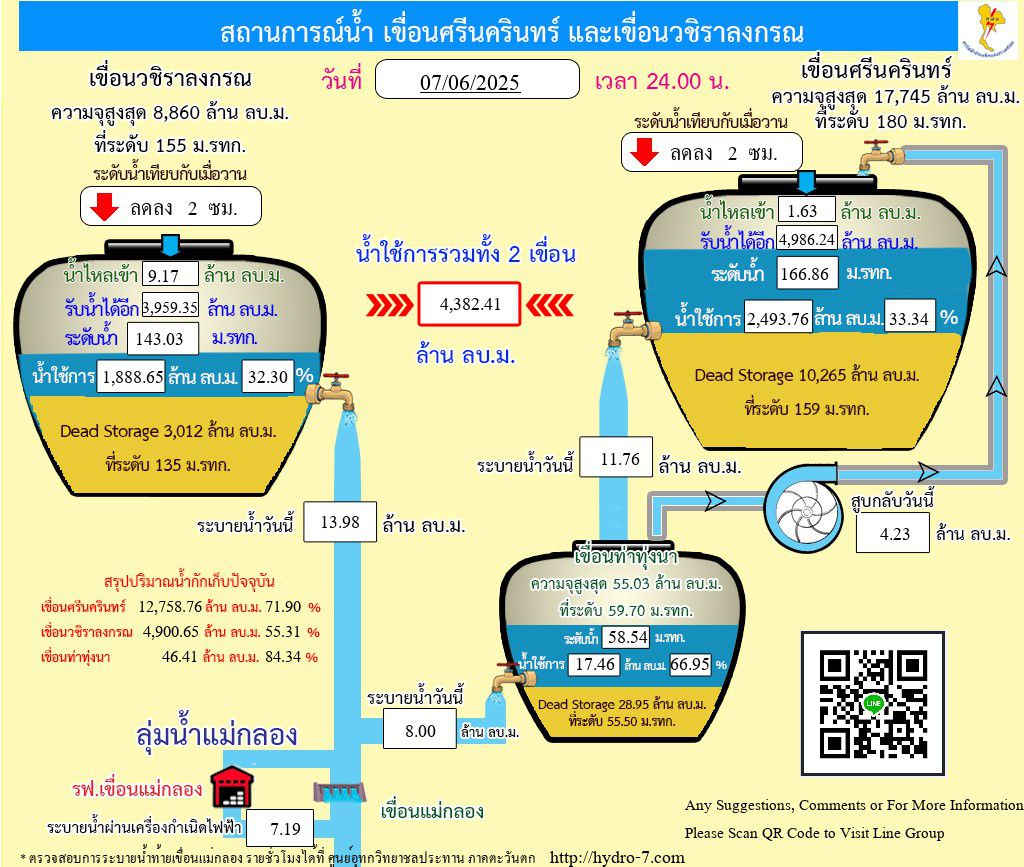 สถานการณ์น้ำ เขื่อนศรีนครินทร์ และเขื่อนวชิราลงกรณ
วันที่ 07/06/2025 เวลา 24.00 น.
เขื่อนวชิราลงกรณ
ความจุสูงสุด 8,860 ล้าน ลบ.ม.
ที่ระดับ 155 ม.รทก.
ระดับน้ำเทียบกับเมื่อวาน
ลดลง 2 ซม.
น้ำไหลเข้า 9.17 ล้าน ลบ.ม.
รับน้ำได้อีก 3,959.35 ล้าน ลบ.ม.
ระดับน้ำ 143.03 ม.รทก.
น้ำใช้การ 1,888.65 ล้าน ลบ.ม. 32.30 %
Dead Storage 3,012 ล้าน ลบ.ม.
ที่ระดับ 135 ม.รทก.
ระบายน้ำวันนี้ 13.98 ล้าน ลบ.ม.
น้ำใช้การรวมทั้ง 2 เขื่อน
4,382.41
ล้าน ลบ.ม.
เขื่อนศรีนครินทร์
ความจุสูงสุด 17,745 ล้าน ลบ.ม.
ที่ระดับ 180 ม.รทก.
ระดับน้ำเทียบกับเมื่อวาน
ลดลง 2 ซม.
น้ำไหลเข้า 1.63 ล้าน ลบ.ม.
รับน้ำได้อีก 4,986.24 ล้าน ลบ.ม.
ระดับน้ำ 166.86 ม.รทก.
น้ำใช้การ 2,493.76 ล้าน ลบ.ม. 33.34 %
Dead Storage 10,265 ล้าน ลบ.ม.
ที่ระดับ 159 ม.รทก.
ระบายน้ำวันนี้ 11.76 ล้าน ลบ.ม.
สูบกลับวันนี้
4.23 ล้าน ลบ.ม.
เขื่อนท่าทุ่งนา
ความจุสูงสุด 55.03 ล้าน ลบ.ม.
ที่ระดับ 59.70 ม.รทก.
ระดับน้ำ 58.54 ม.รทก.
น้ำใช้การ 17.46 ล้าน ลบ.ม. 66.95 %
Dead Storage 28.95 ล้าน ลบ.ม.
ที่ระดับ 55.50 ม.รทก.
ระบายน้ำวันนี้
8.00 ล้าน ลบ.ม.
สรุปปริมาณน้ำกักเก็บปัจจุบัน
เขื่อนศรีนครินทร์ 12,758.76 ล้าน ลบ.ม. 71.90 %
เขื่อนวชิราลงกรณ 4,900.65 ล้าน ลบ.ม. 55.31 %
เขื่อนท่าทุ่งนา 46.41 ล้าน ลบ.ม. 84.34 %
ลุ่มน้ำแม่กลอง
รฟ.เขื่อนแม่กลอง
เขื่อนแม่กลอง
ระบายน้ำผ่านเครื่องกำเนิดไฟฟ้า 7.19
LINE
Any Suggestions, Comments or For More Information
Please Scan QR Code to Visit Line Group
* ตรวจสอบการระบายน้ำท้ายเขื่อนแม่กลอง รายชั่วโมงได้ที่ ศูนย์อุทกวิทยาชลประทาน ภาคตะวันตก http://hydro-7.com/